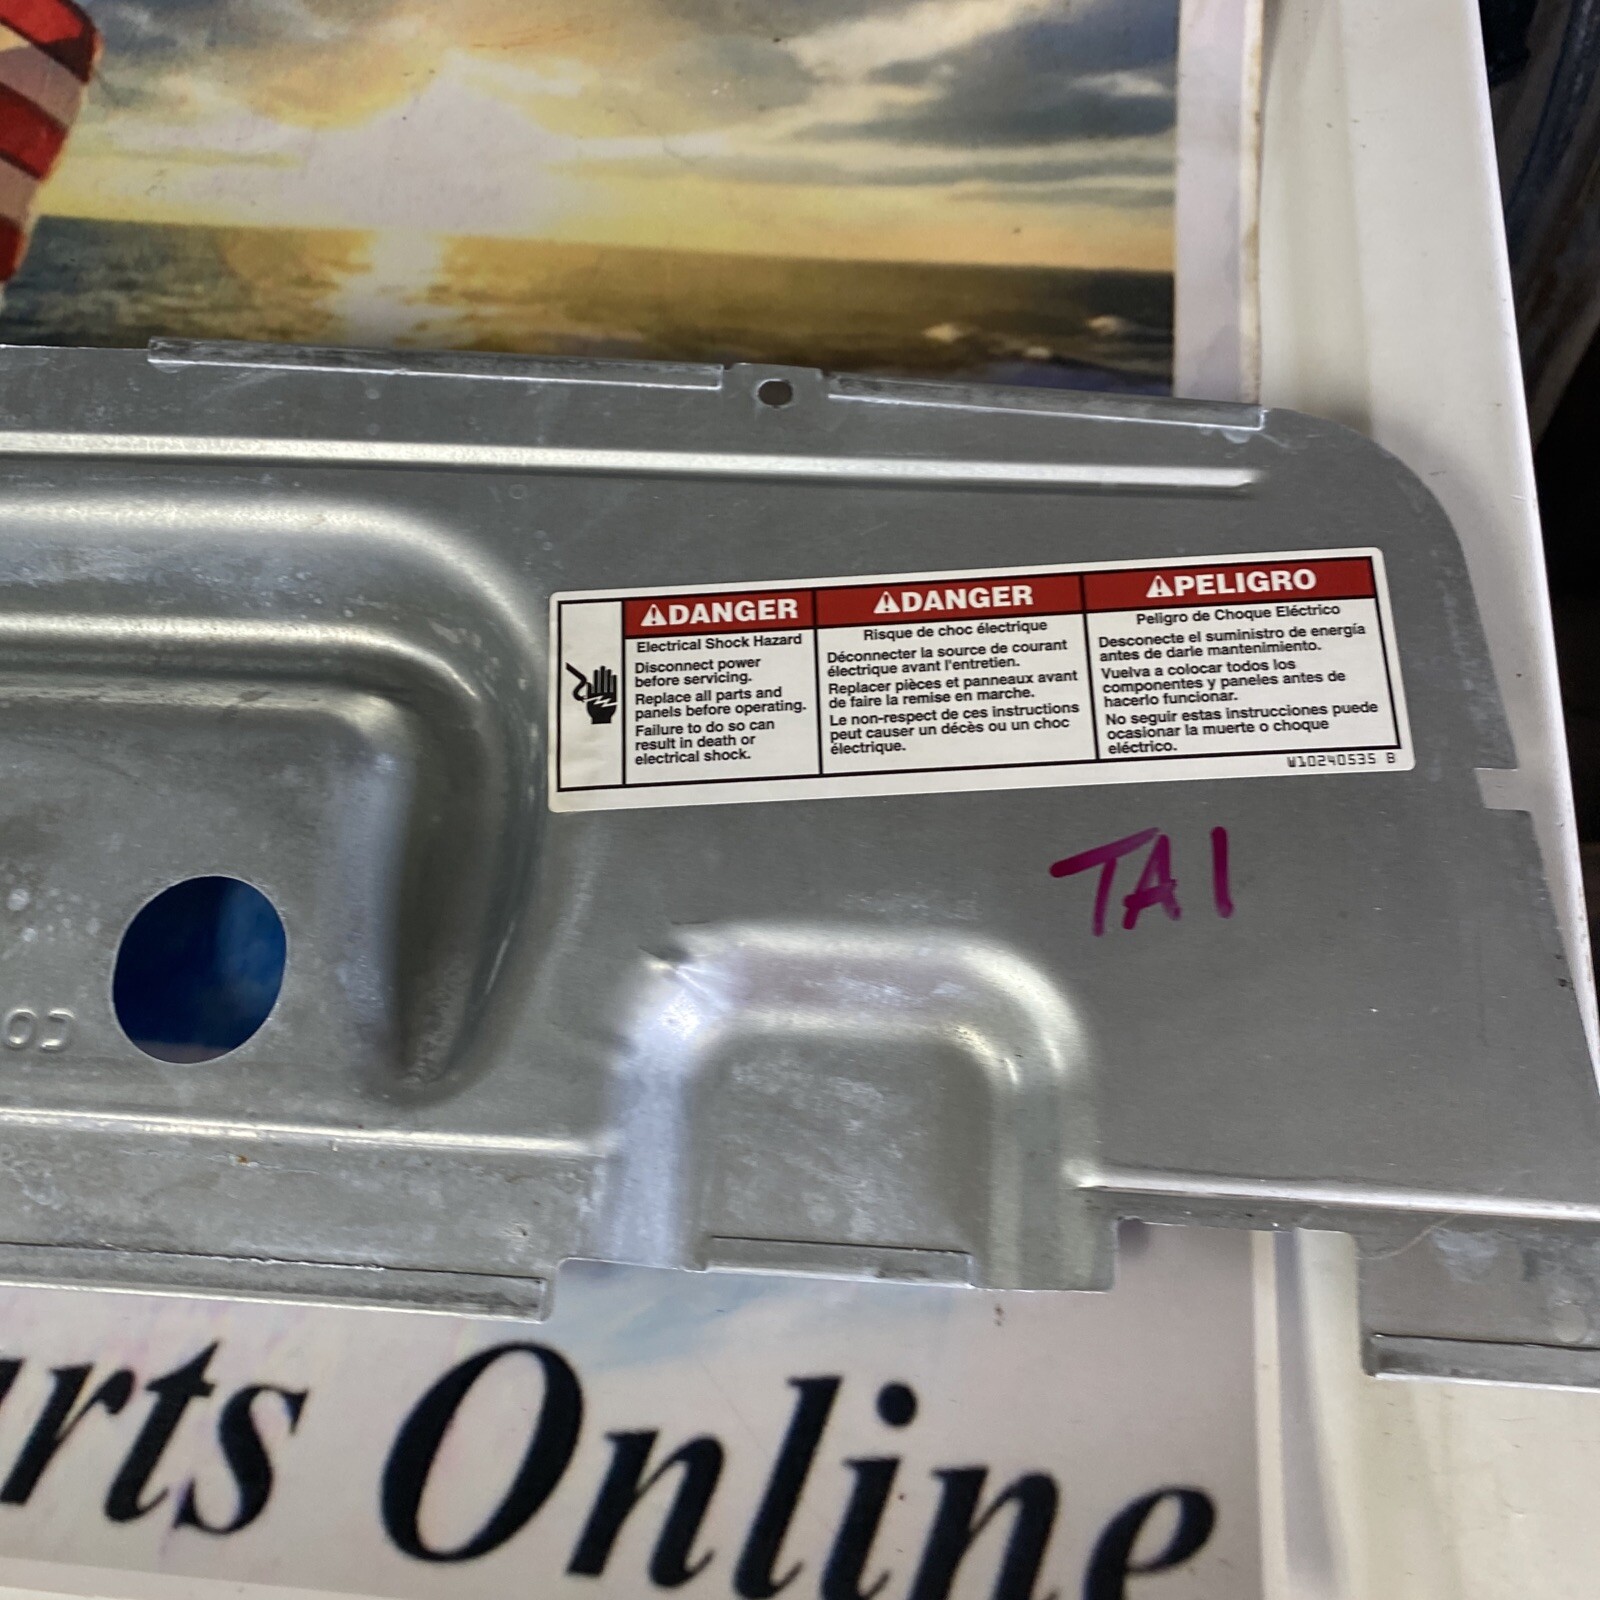 DANGER
Electrical Shock Hazard
Disconnect power
before servicing.
Replace all parts and
panels before operating.
Failure to do so can
result in death or
electrical shock.
DANGER
Risque de choc électrique
Déconnecter la source de courant
électrique avant l'entretien.
Replacer pièces et panneaux avant
de faire la remise en marche.
Le non-respect de ces instructions
peut causer un décès ou un choc
électrique.
PELIGRO
Peligro de Choque Eléctrico
Desconecte el suministro de energía
antes de darle mantenimiento.
Vuelva a colocar todos los
componentes y paneles antes de
hacerlo funcionar.
No seguir estas instrucciones puede
ocasionar la muerte o choque
eléctrico.
W10240535 B
TA1
Online